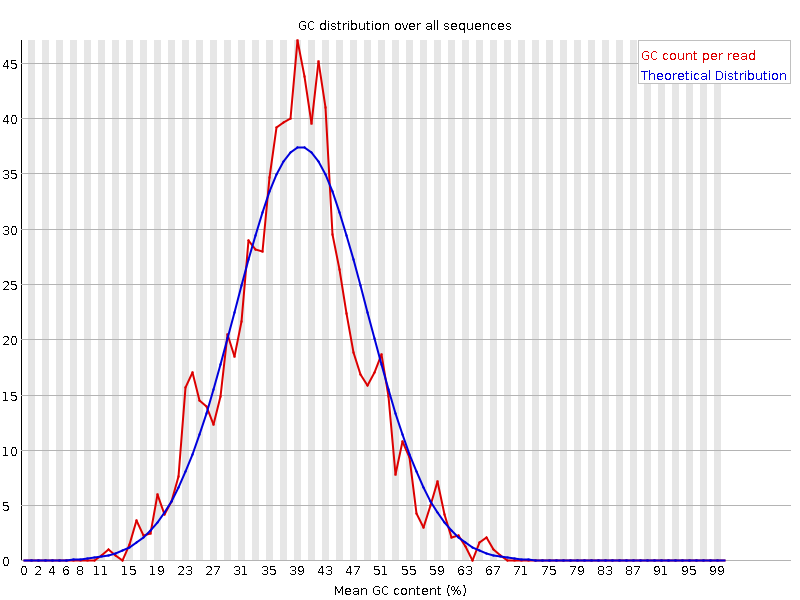 GC distribution over all sequences
GC count per read
Theoretical Distribution
45
40
35
30
25
20
15
10
5
0
0 2 4 6 8 11 15 19 23 27 31 35 39 43 47 51 55 59 63 67 71 75 79 83 87 91 95 99
Mean GC content (%)